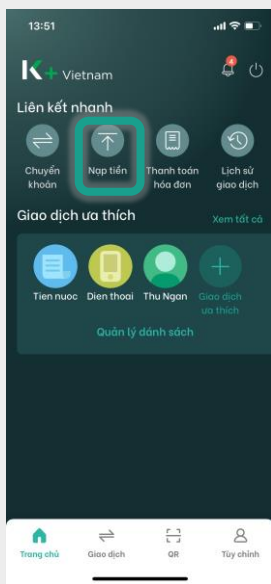 13:51
K+ Vietnam
4
Liên kết nhanh
Chuyển khoản
Nạp tiền
Thanh toán hóa đơn
Lịch sử giao dịch
Giao dịch ưa thích
Xem tất cả
Tien nuoc
Dien thoai
Thu Ngan
Giao dịch ưa thích
Quản lý danh sách
Trang chủ
Giao dịch
QR
Tùy chỉnh